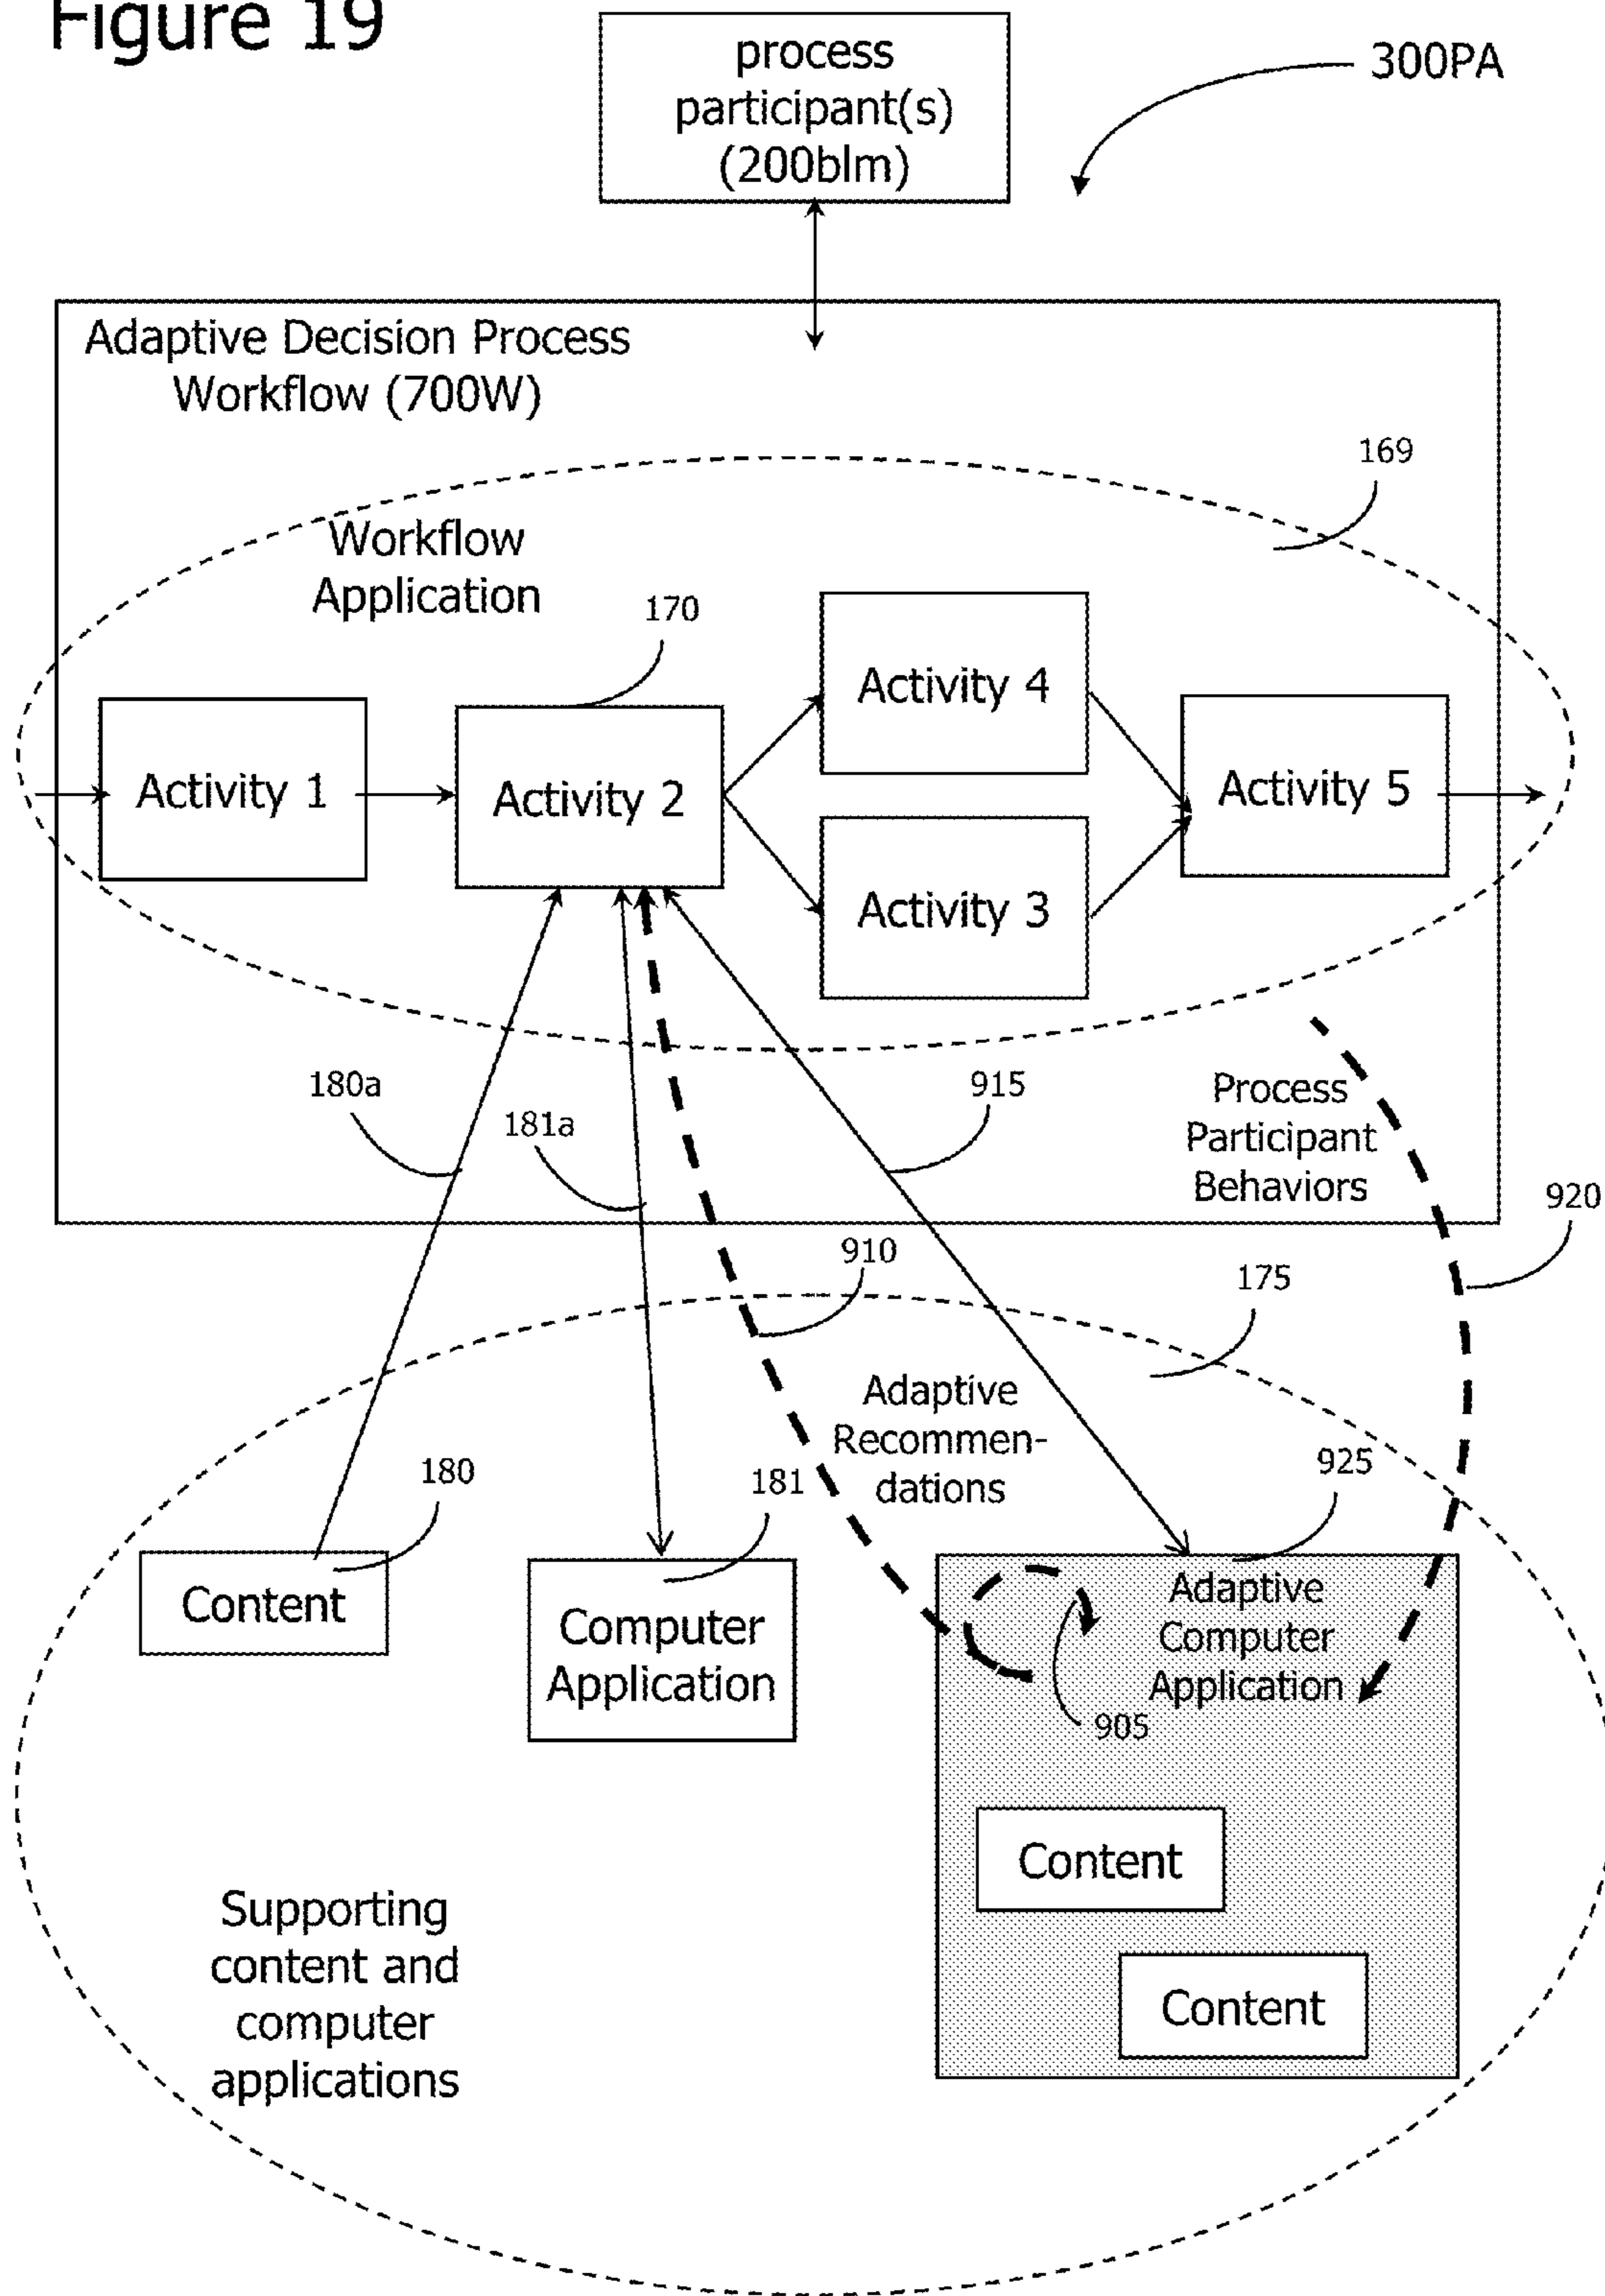 Figure 19
process
participant(s)
(200blm)
300PA
Adaptive Decision Process
Workflow (700W)
169
Workflow
Application
170
Activity 4
Activity 1
Activity 2
Activity 5
Activity 3
180a
181a
915
Process
Participant
Behaviors
920
910
175
Adaptive
Recommen-
dations
180
181
925
Content
Computer
Application
Adaptive
Computer
Application
905
Content
Content
Supporting
content and
computer
applications